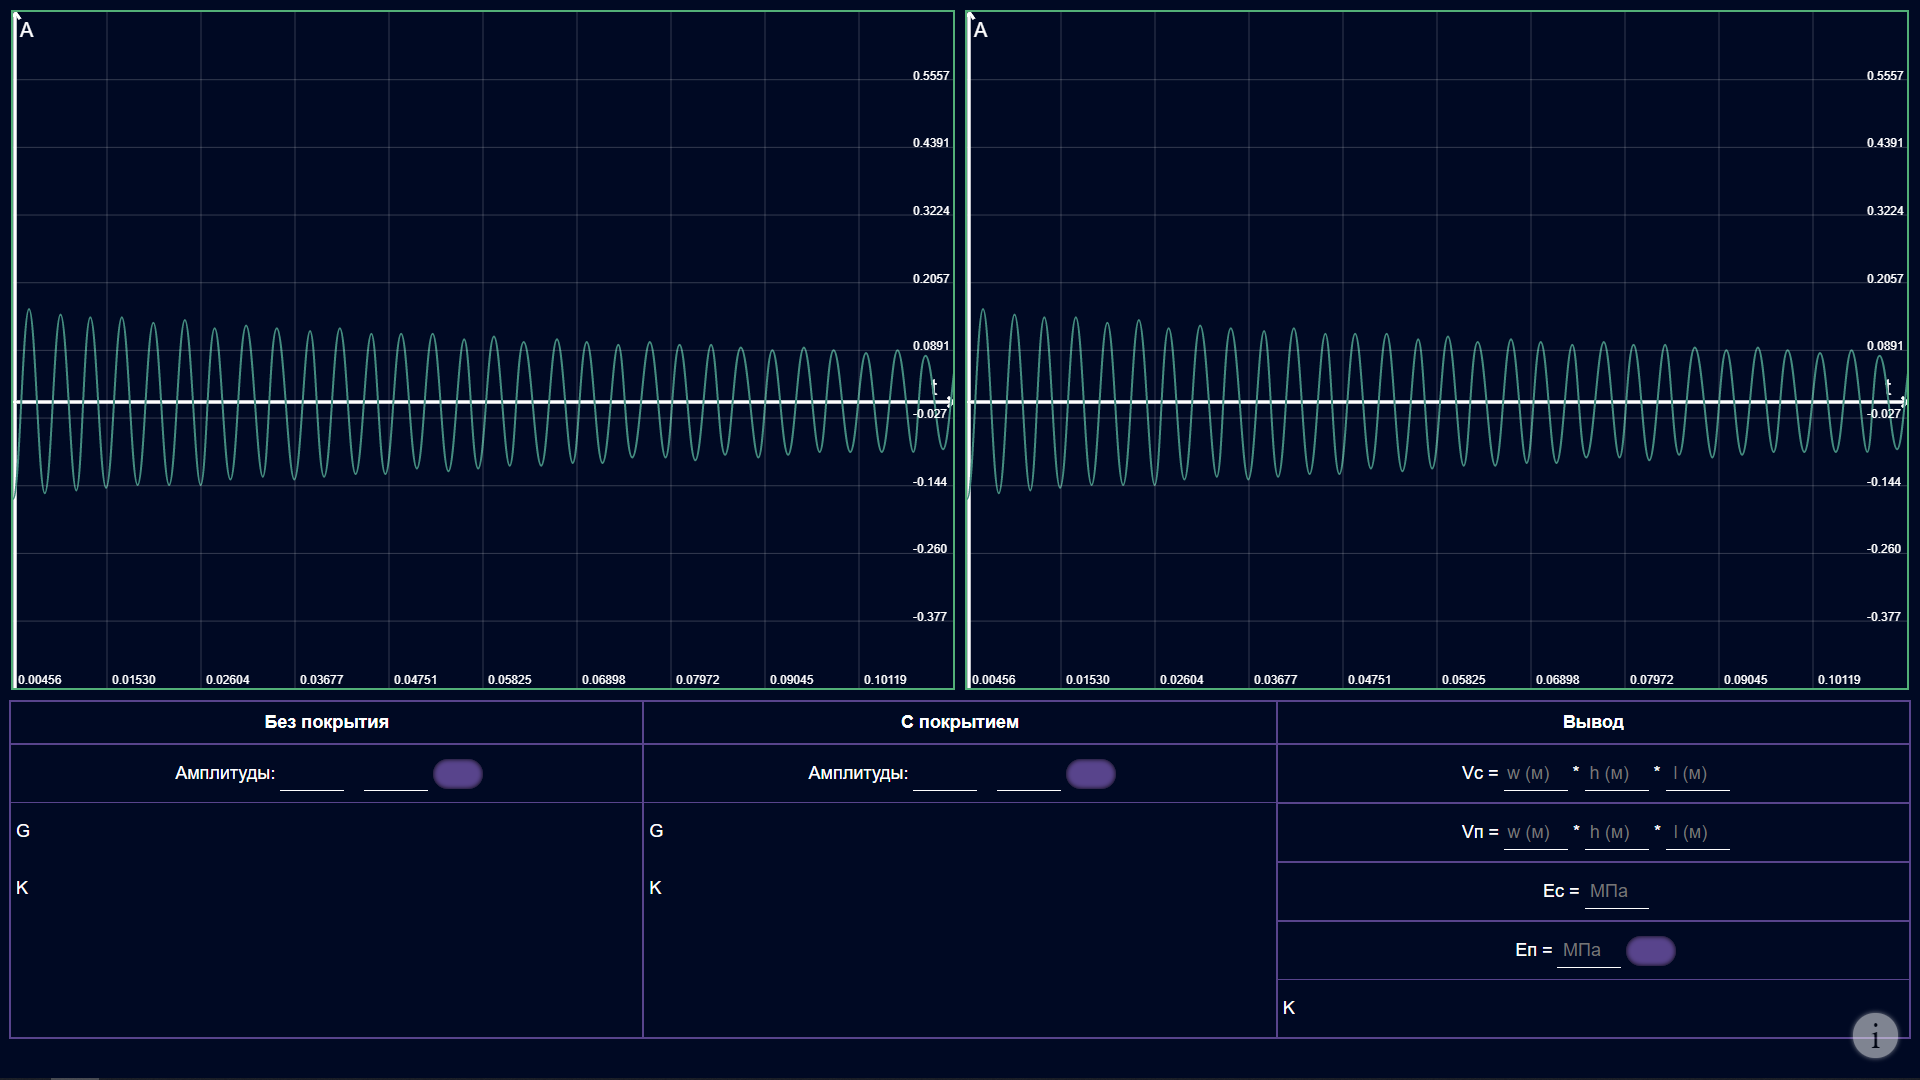 A
0.5557
0.4391
0.3224
0.2057
0.0891
t
-0.027
-0.144
-0.260
-0.377
0.00456 0.01530 0.02604 0.03677 0.04751 0.05825 0.06898 0.07972 0.09045 0.10119
A
0.5557
0.4391
0.3224
0.2057
0.0891
t
-0.027
-0.144
-0.260
-0.377
0.00456 0.01530 0.02604 0.03677 0.04751 0.05825 0.06898 0.07972 0.09045 0.10119
Без покрытия
Амплитуды:
G
K
С покрытием
Амплитуды:
G
K
Вывод
Vc = w (м) * h (м) * l (м)
Vп = w (м) * h (м) * l (м)
Ec = МПа
Eп = МПа
K
i